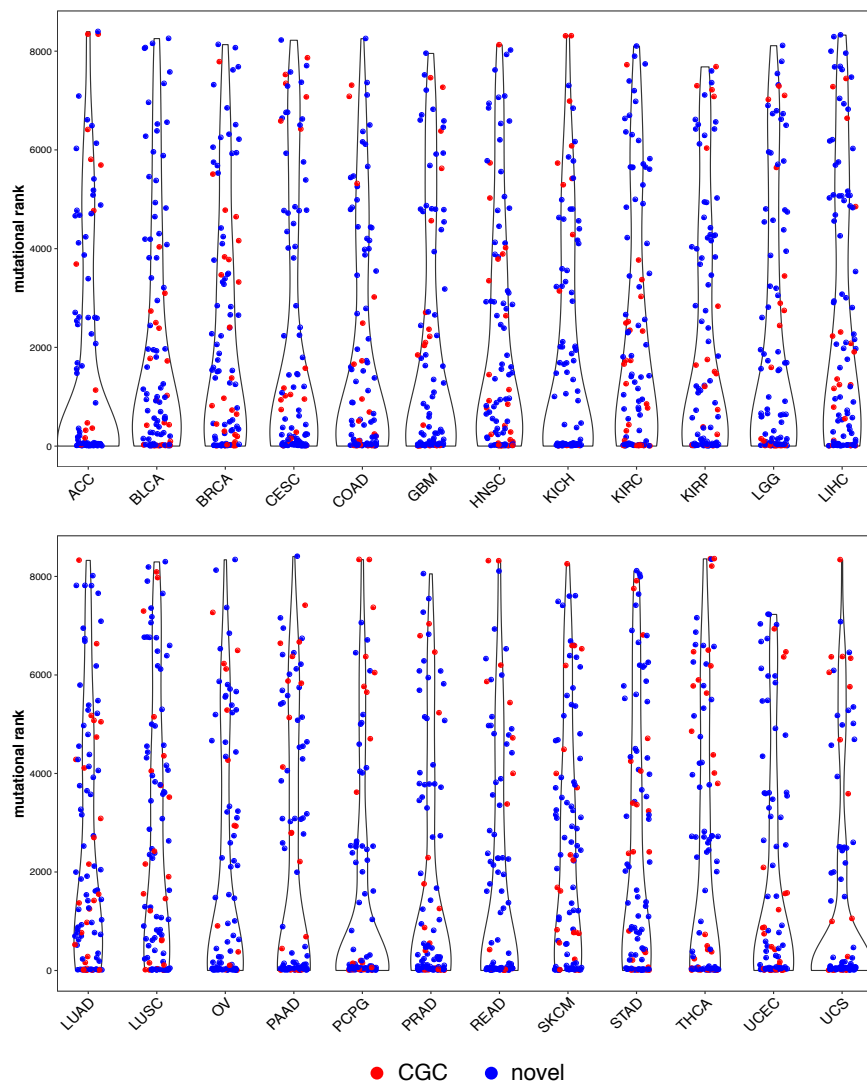 8000
6000
4000
2000
0
mutational rank
ACC BLCA BRCA CESC COAD GBM HNSC KICH KIRC KIRP LGG LIHC
8000
6000
4000
2000
0
mutational rank
LUAD LUSC OV PAAD PCPG PRAD READ SKCM STAD THCA UCEC UCS
CGC novel